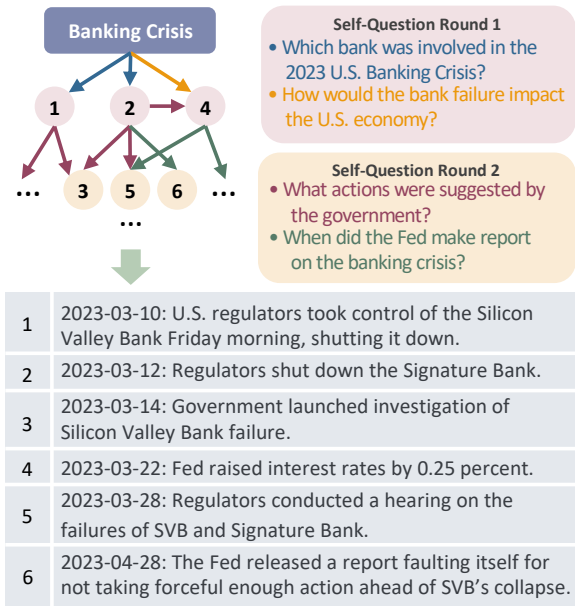 Banking Crisis
1
2
4
...
3
5
6
...
...
Self-Question Round 1
• Which bank was involved in the
2023 U.S. Banking Crisis?
• How would the bank failure impact
the U.S. economy?
Self-Question Round 2
• What actions were suggested by
the government?
• When did the Fed make report
on the banking crisis?
1
2023-03-10: U.S. regulators took control of the Silicon
Valley Bank Friday morning, shutting it down.
2
2023-03-12: Regulators shut down the Signature Bank.
3
2023-03-14: Government launched investigation of
Silicon Valley Bank failure.
4
2023-03-22: Fed raised interest rates by 0.25 percent.
5
2023-03-28: Regulators conducted a hearing on the
failures of SVB and Signature Bank.
6
2023-04-28: The Fed released a report faulting itself for
not taking forceful enough action ahead of SVB's collapse.